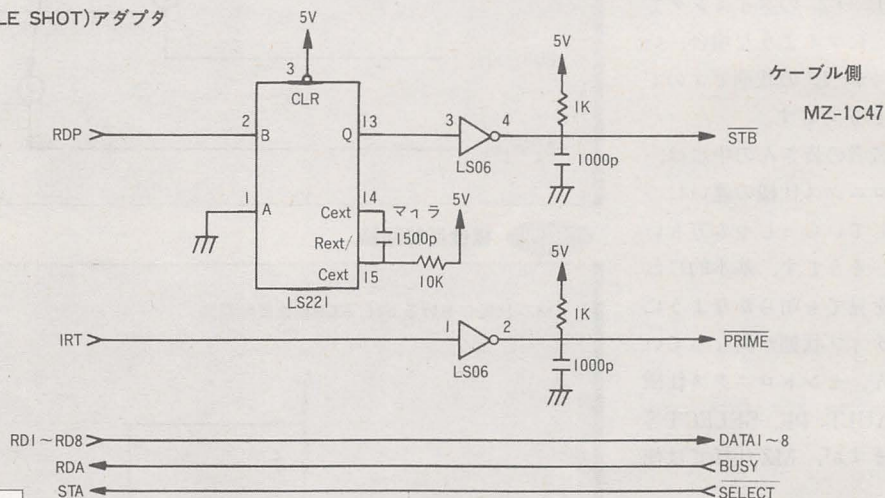 LE SHOT)アダプタ
5V
5V
ケーブル側
MZ-1C47
3
CLR
1K
RDP
2
B
Q
13
3
4
STB
LS06
1000p
1
A
14
Cext
マイラ
5V
1500p
Rext/
Cext
15
10K
5V
LS221
1K
IRT
1
2
PRIME
LS06
1000p
RD1~RD8
DATA1~8
RDA
BUSY
STA
SELECT